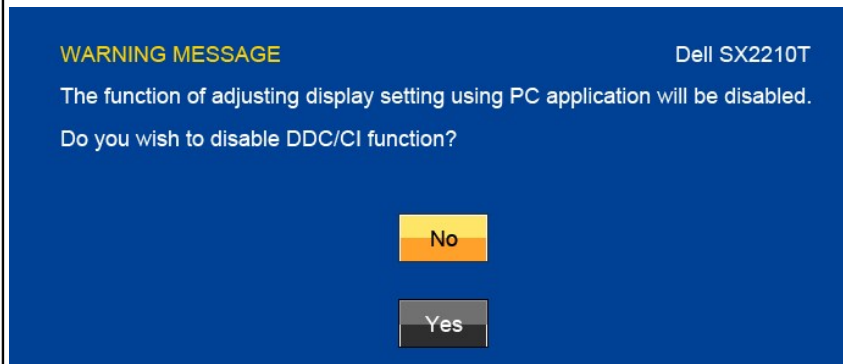 WARNING MESSAGE Dell SX2210T
The function of adjusting display setting using PC application will be disabled.
Do you wish to disable DDC/CI function?
No
Yes